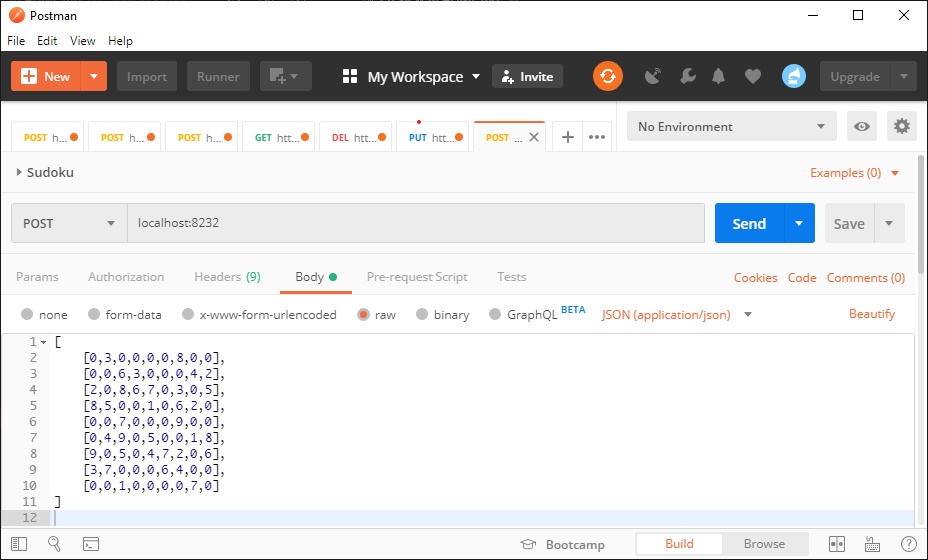 Postman
File Edit View Help
New Import Runner My Workspace Invite Upgrade
POST h... POST h... POST h... GET htt... DEL htt... PUT htt... POST ... No Environment
Sudoku Examples (0)
POST localhost:8232 Send Save
Params Authorization Headers (9) Body Pre-request Script Tests Cookies Code Comments (0)
none form-data x-www-form-urlencoded raw binary GraphQL BETA JSON (application/json) Beautify
1 [
2 [0,3,0,0,0,0,8,0,0],
3 [0,0,6,3,0,0,0,4,2],
4 [2,0,8,6,7,0,3,0,5],
5 [8,5,0,0,1,0,6,2,0],
6 [0,0,7,0,0,0,9,0,0],
7 [0,4,9,0,5,0,0,1,8],
8 [9,0,5,0,4,7,2,0,6],
9 [3,7,0,0,0,6,4,0,0],
10 [0,0,1,0,0,0,0,7,0]
11 ]
12
Bootcamp Build Browse